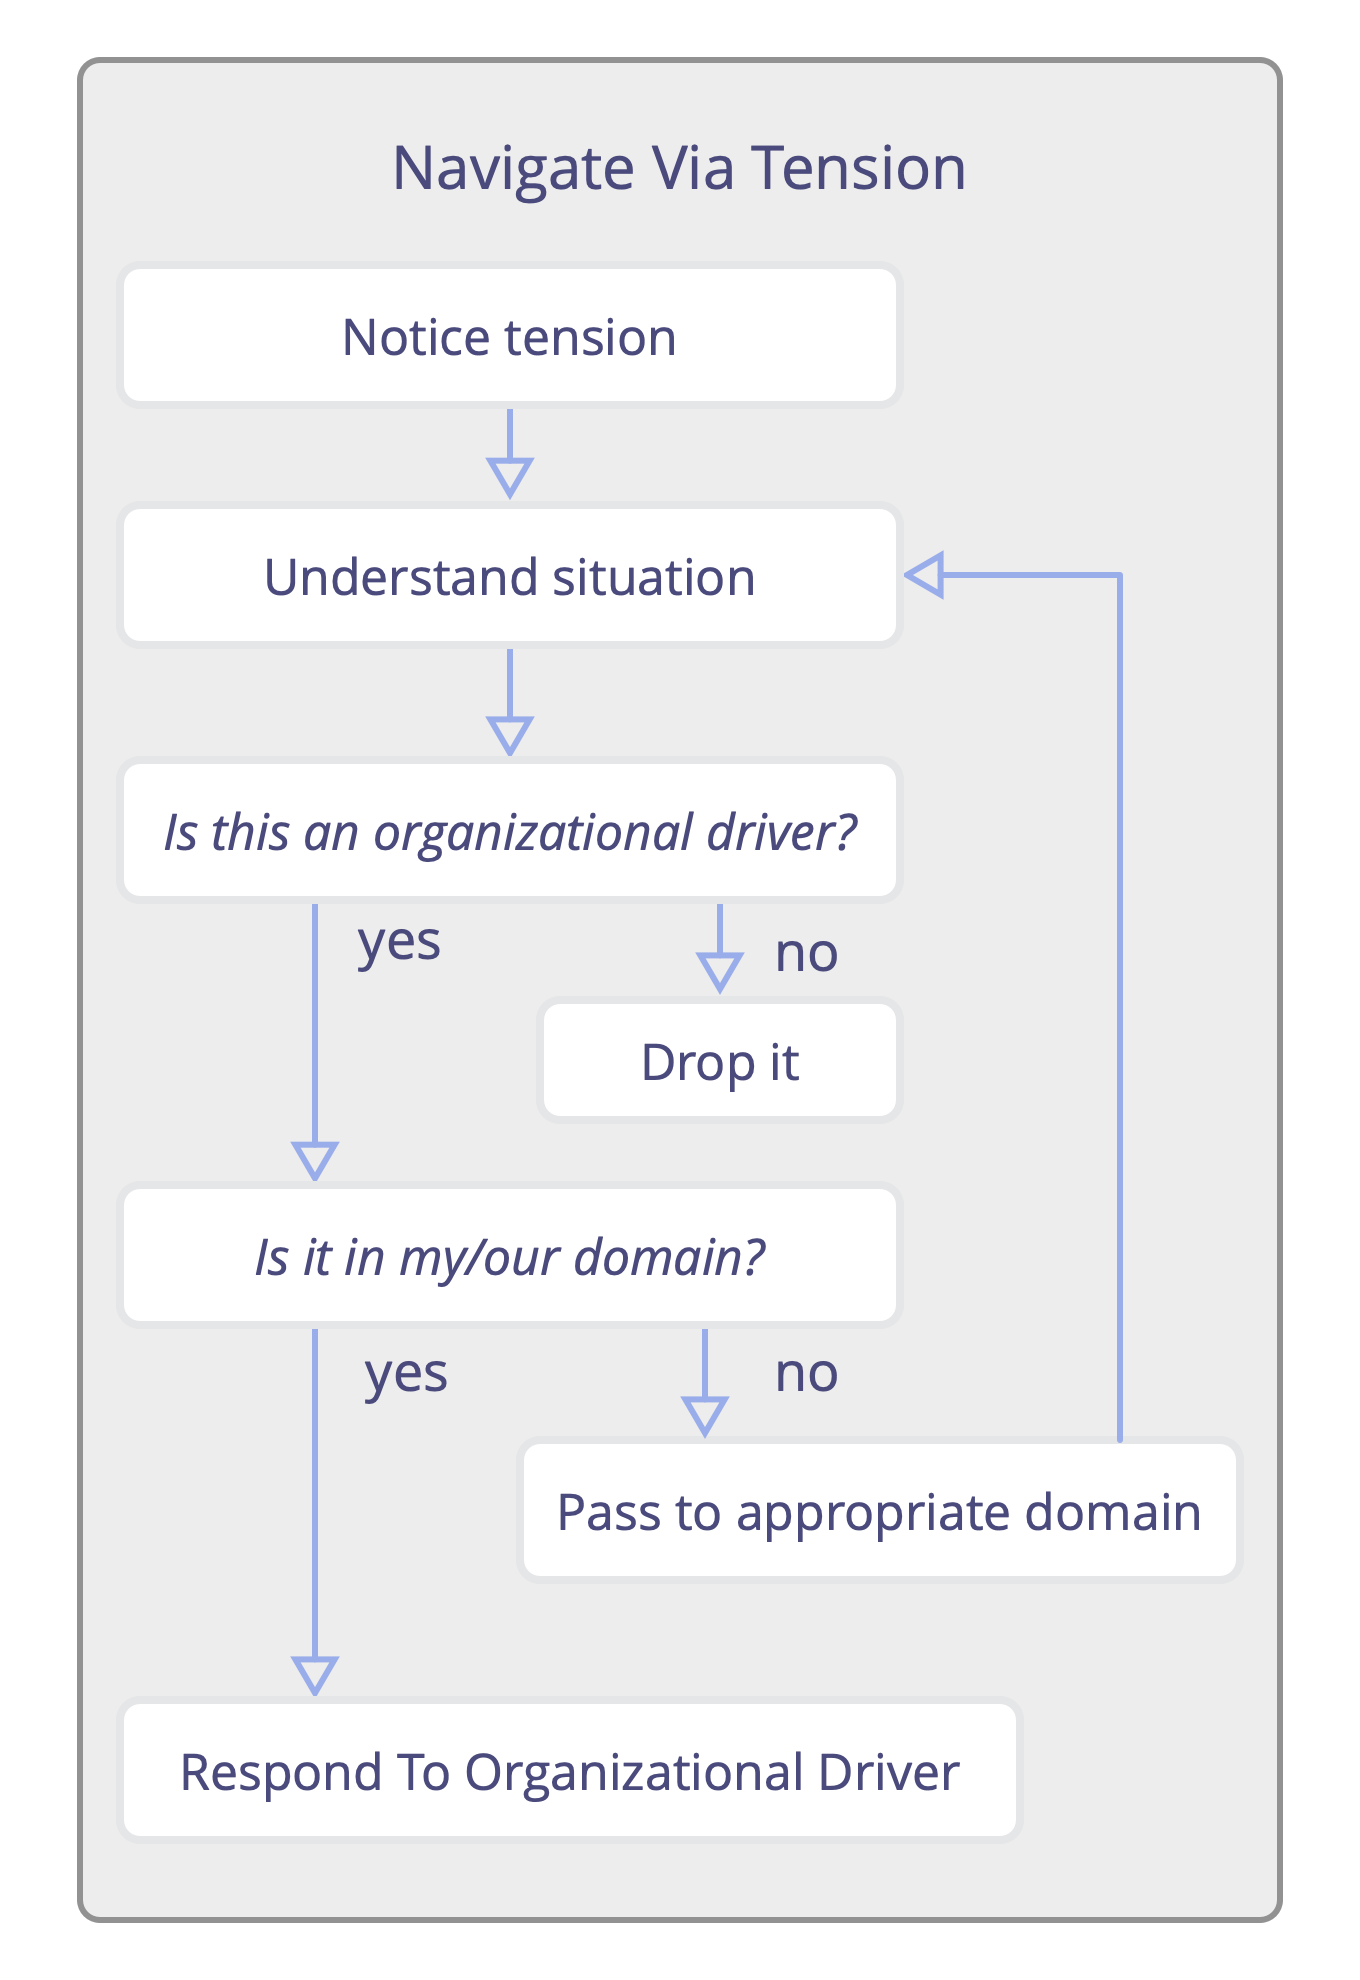 Navigate Via Tension
Notice tension
Understand situation
Is this an organizational driver?
yes
no
Drop it
Is it in my/our domain?
yes
no
Pass to appropriate domain
Respond To Organizational Driver